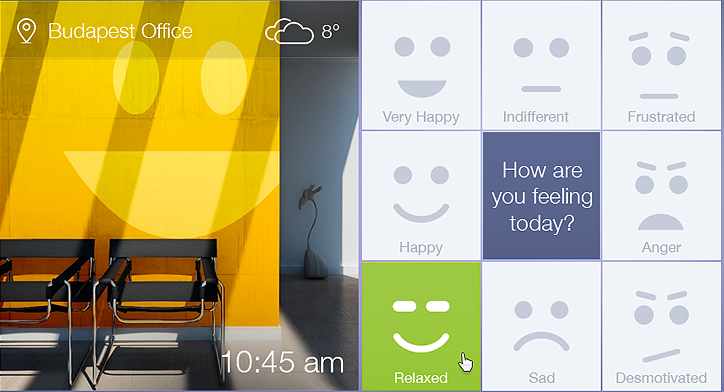 Budapest Office
8°
10:45 am
Very Happy
Indifferent
Frustrated
Happy
How are
you feeling
today?
Anger
Relaxed
Sad
Desmotivated